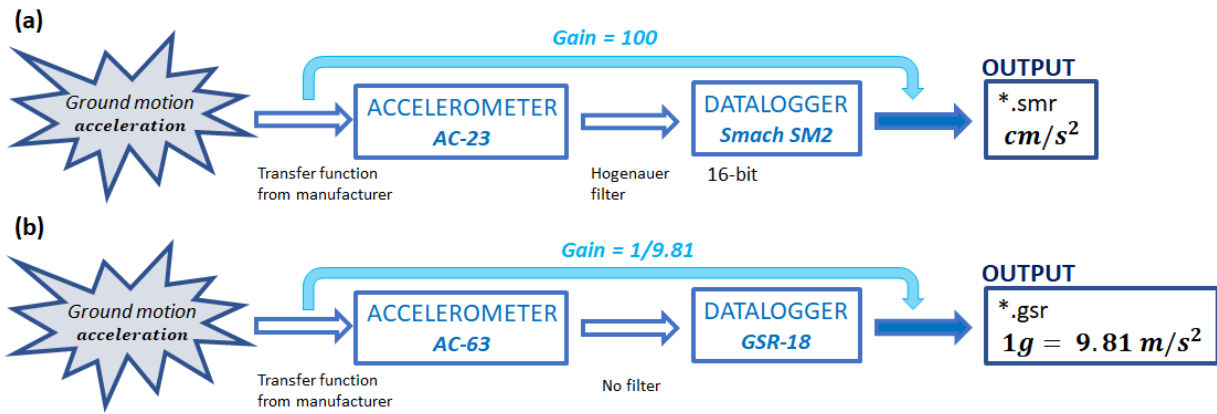 (a)
Gain = 100
Ground motion
acceleration
ACCELEROMETER
AC-23
DATALOGGER
Smach SM2
OUTPUT
*.smr
cm/s²
Transfer function
from manufacturer
Hogenauer
filter
16-bit
(b)
Gain = 1/9.81
Ground motion
acceleration
ACCELEROMETER
AC-63
DATALOGGER
GSR-18
OUTPUT
*.gsr
1g = 9.81 m/s²
Transfer function
from manufacturer
No filter